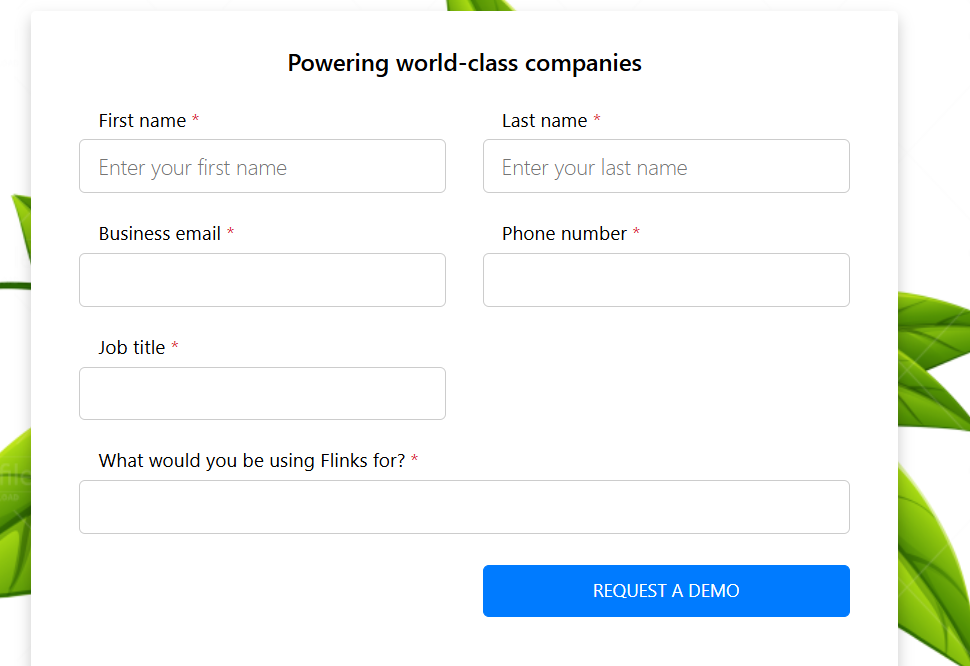 Powering world-class companies
First name *
Last name *
Enter your first name
Enter your last name
Business email *
Phone number *
Job title *
What would you be using Flinks for? *
REQUEST A DEMO